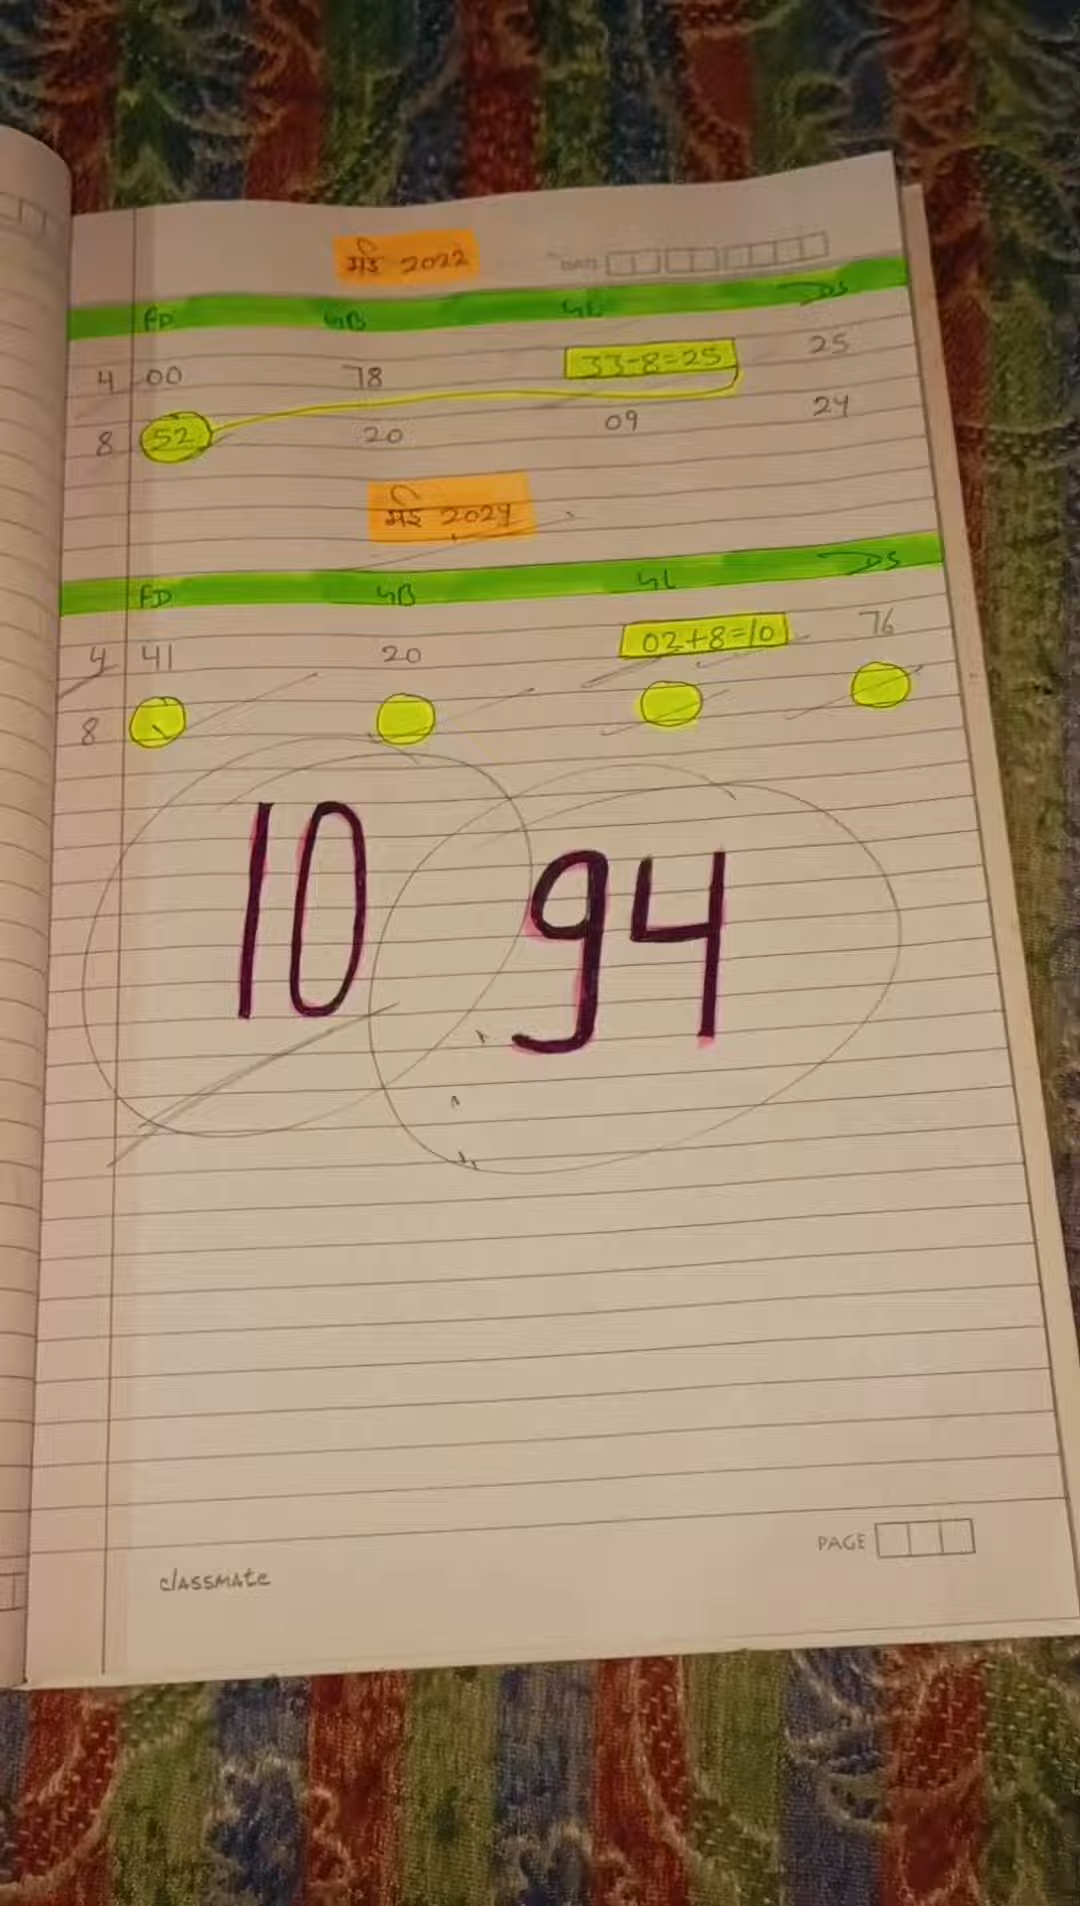 मई 2022
DATE
FD GB GL DS
4 00 78 33-8=25 25
8 52 20 09 24
मई 2024
FD GB GL DS
4 41 20 02+8=10 76
8
10 94
PAGE
classmate